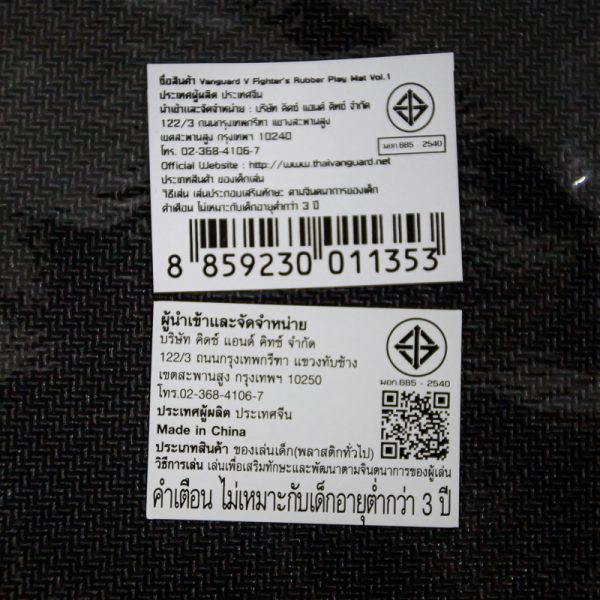 ชื่อสินค้า Vanguard V Fighter's Rubber Play Mat Vol.1
ประเทศผู้ผลิต ประเทศจีน
นำเข้าและจัดจำหน่าย : บริษัท คิดซ์ แอนด์ คิทซ์ จำกัด
122/3 ถนนกรุงเทพกรีฑา แขวงสะพานสูง
เขตสะพานสูง กรุงเทพฯ 10240
โทร. 02-368-4106-7
Official Website : http://www.thaivanguard.net
ประเภทสินค้า ของเด็กเล่น
วิธีเล่น เล่นประกอบเสริมทักษะ ตามจินตนาการของเด็ก
คำเตือน ไม่เหมาะกับเด็กอายุต่ำกว่า 3 ปี
มอก.685 - 2540
8 859230 011353
ผู้นำเข้าและจัดจำหน่าย
บริษัท คิดซ์ แอนด์ คิทซ์ จำกัด
122/3 ถนนกรุงเทพกรีฑา แขวงทับช้าง
เขตสะพานสูง กรุงเทพฯ 10250
โทร.02-368-4106-7
ประเทศผู้ผลิต ประเทศจีน
Made in China
ประเภทสินค้า ของเล่นเด็ก(พลาสติกทั่วไป)
วิธีการเล่น เล่นเพื่อเสริมทักษะและพัฒนาตามจินตนาการของผู้เล่น
คำเตือน ไม่เหมาะกับเด็กอายุต่ำกว่า 3 ปี
มอก.685 - 2540